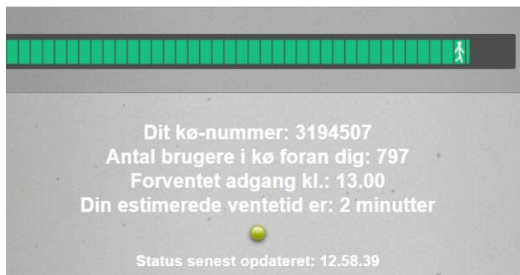 Dit kø-nummer: 3194507
Antal brugere i kø foran dig: 797
Forventet adgang kl.: 13.00
Din estimerede ventetid er: 2 minutter
Status senest opdateret: 12.58.39